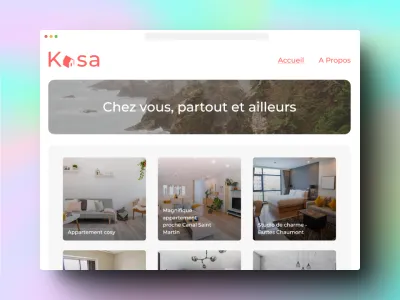 Kasa
Accueil
A Propos
Chez vous, partout et ailleurs
Appartement cosy
Magnifique
appartement
proche Canal Saint
Martin
Studio de charme -
Buttes Chaumont